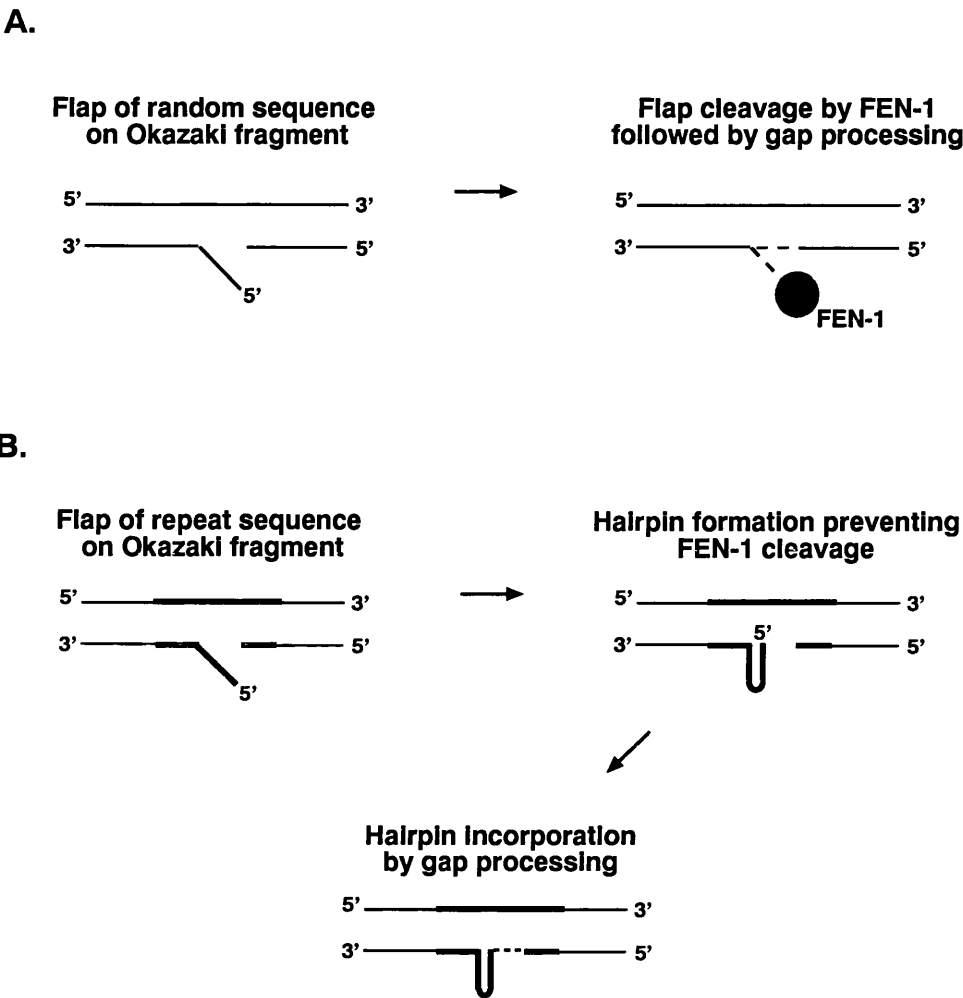 A.
Flap of random sequence
on Okazaki fragment
Flap cleavage by FEN-1
followed by gap processing
5’ 3’
3’ 5’
5’
5’ 3’
3’ 5’
FEN-1
B.
Flap of repeat sequence
on Okazaki fragment
Hairpin formation preventing
FEN-1 cleavage
5’ 3’
3’ 5’
5’
5’ 3’
5’
3’ 5’
Hairpin incorporation
by gap processing
5’ 3’
3’ 5’